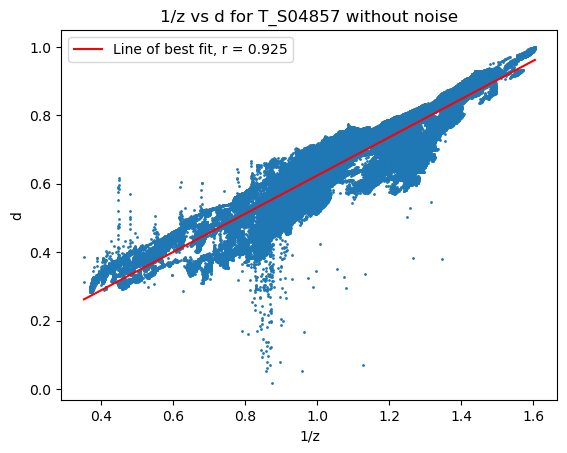 1/z vs d for T_S04857 without noise
Line of best fit, r = 0.925
1.0
0.8
0.6
0.4
0.2
0.0
d
0.4 0.6 0.8 1.0 1.2 1.4 1.6
1/z